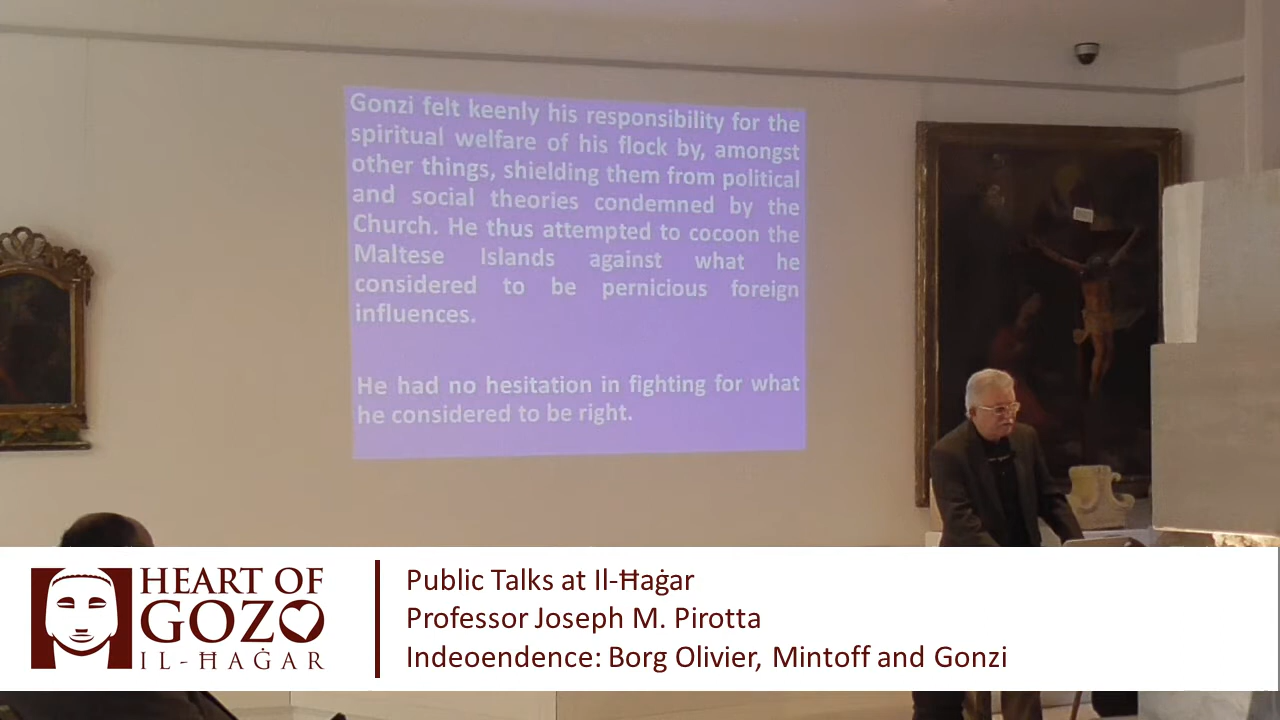 Gonzi felt keenly his responsibility for the
spiritual welfare of his flock by, amongst
other things, shielding them from political
and social theories condemned by the
Church. He thus attempted to cocoon the
Maltese Islands against what he
considered to be pernicious foreign
influences.
He had no hesitation in fighting for what
he considered to be right.
HEART OF
GOZO
IL-ĦAĠAR
Public Talks at Il-Ħaġar
Professor Joseph M. Pirotta
Indeoendence: Borg Olivier, Mintoff and Gonzi